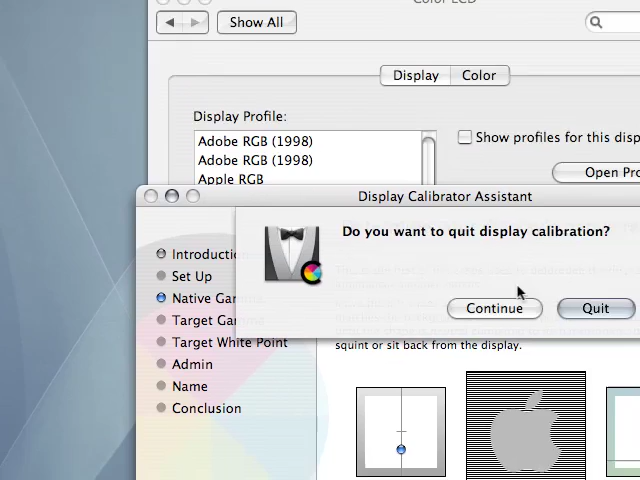 Color LCD
Show All
Display Color
Display Profile:
Adobe RGB (1998)
Adobe RGB (1998)
Apple RGB
Show profiles for this disp
Open Pro
Display Calibrator Assistant
Do you want to quit display calibration?
Continue Quit
Introductio
Set Up
Native Gam
Target Gam
Target White Point
Admin
Name
Conclusion
squint or sit back from the display.